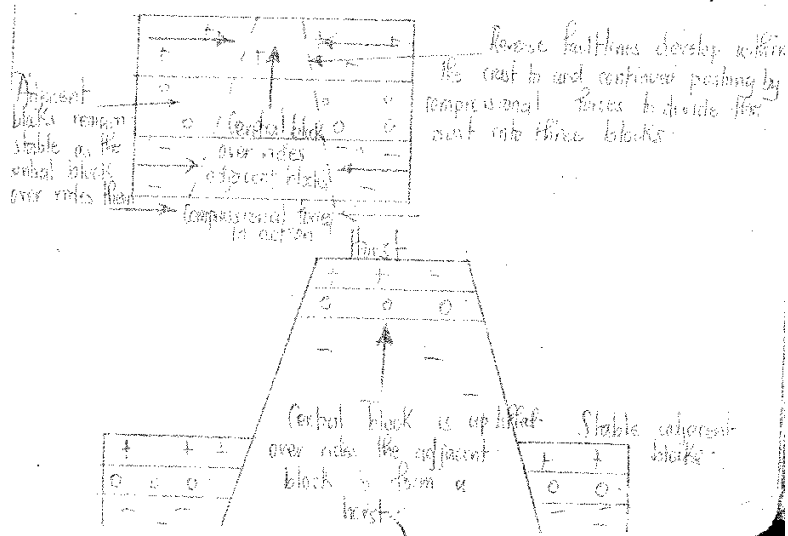 Reverse faultlines develop within
the crust to and continued pushing by
compressional forces to divide the
crust into three blocks.
Adjacent
blocks remain
stable as the
central block
over rides them
Central block
over rides
adjacent blocks
Compressional forces
in action
Horst
Central block is uplifted
over rides the adjacent
block to form a
horst.
Stable adjacent
blocks.